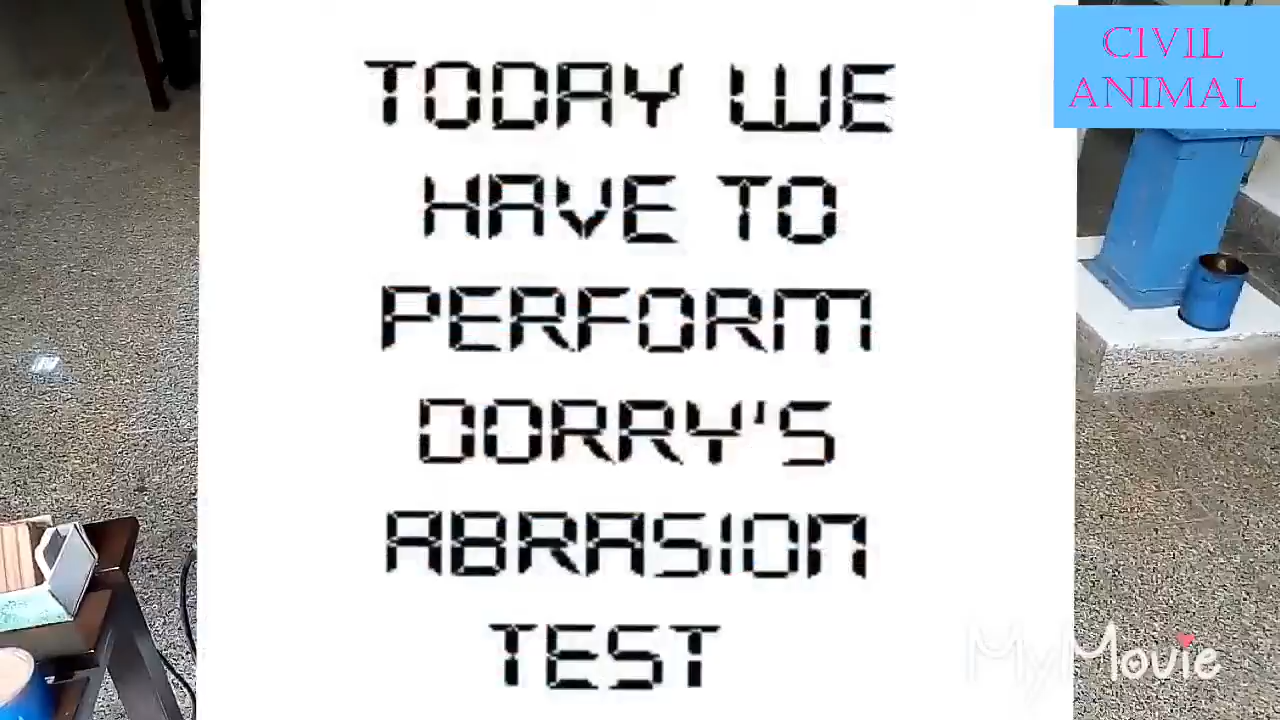 TODAY WE
HAVE TO
PERFORM
DORRY'S
ABRASION
TEST
CIVIL
ANIMAL
MyMovie